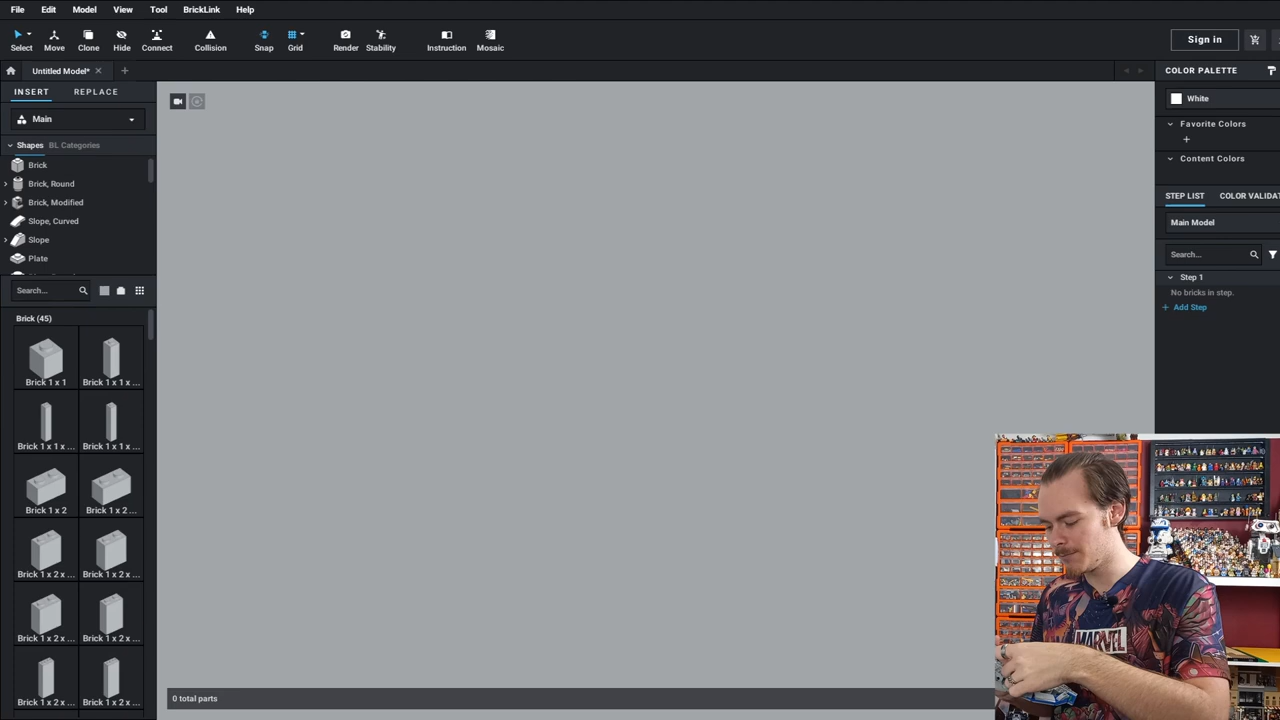 File Edit Model View Tool BrickLink Help
Select Move Clone Hide Connect Collision Snap Grid Render Stability Instruction Mosaic Sign in
Untitled Model*
COLOR PALETTE
INSERT REPLACE
White
Main
Favorite Colors
Shapes BL Categories
Content Colors
Brick
Brick, Round
STEP LIST COLOR VALIDAT
Brick, Modified
Slope, Curved
Main Model
Slope
Search...
Plate
Step 1
Search...
No bricks in step.
Add Step
Brick (45)
Brick 1 x 1 Brick 1 x 1 x ...
Brick 1 x 1 x ... Brick 1 x 1 x ...
Brick 1 x 2 Brick 1 x 2 ...
Brick 1 x 2 x ... Brick 1 x 2 x ...
Brick 1 x 2 x ... Brick 1 x 2 x ...
Brick 1 x 2 x ... Brick 1 x 2 x ...
0 total parts
MARVEL